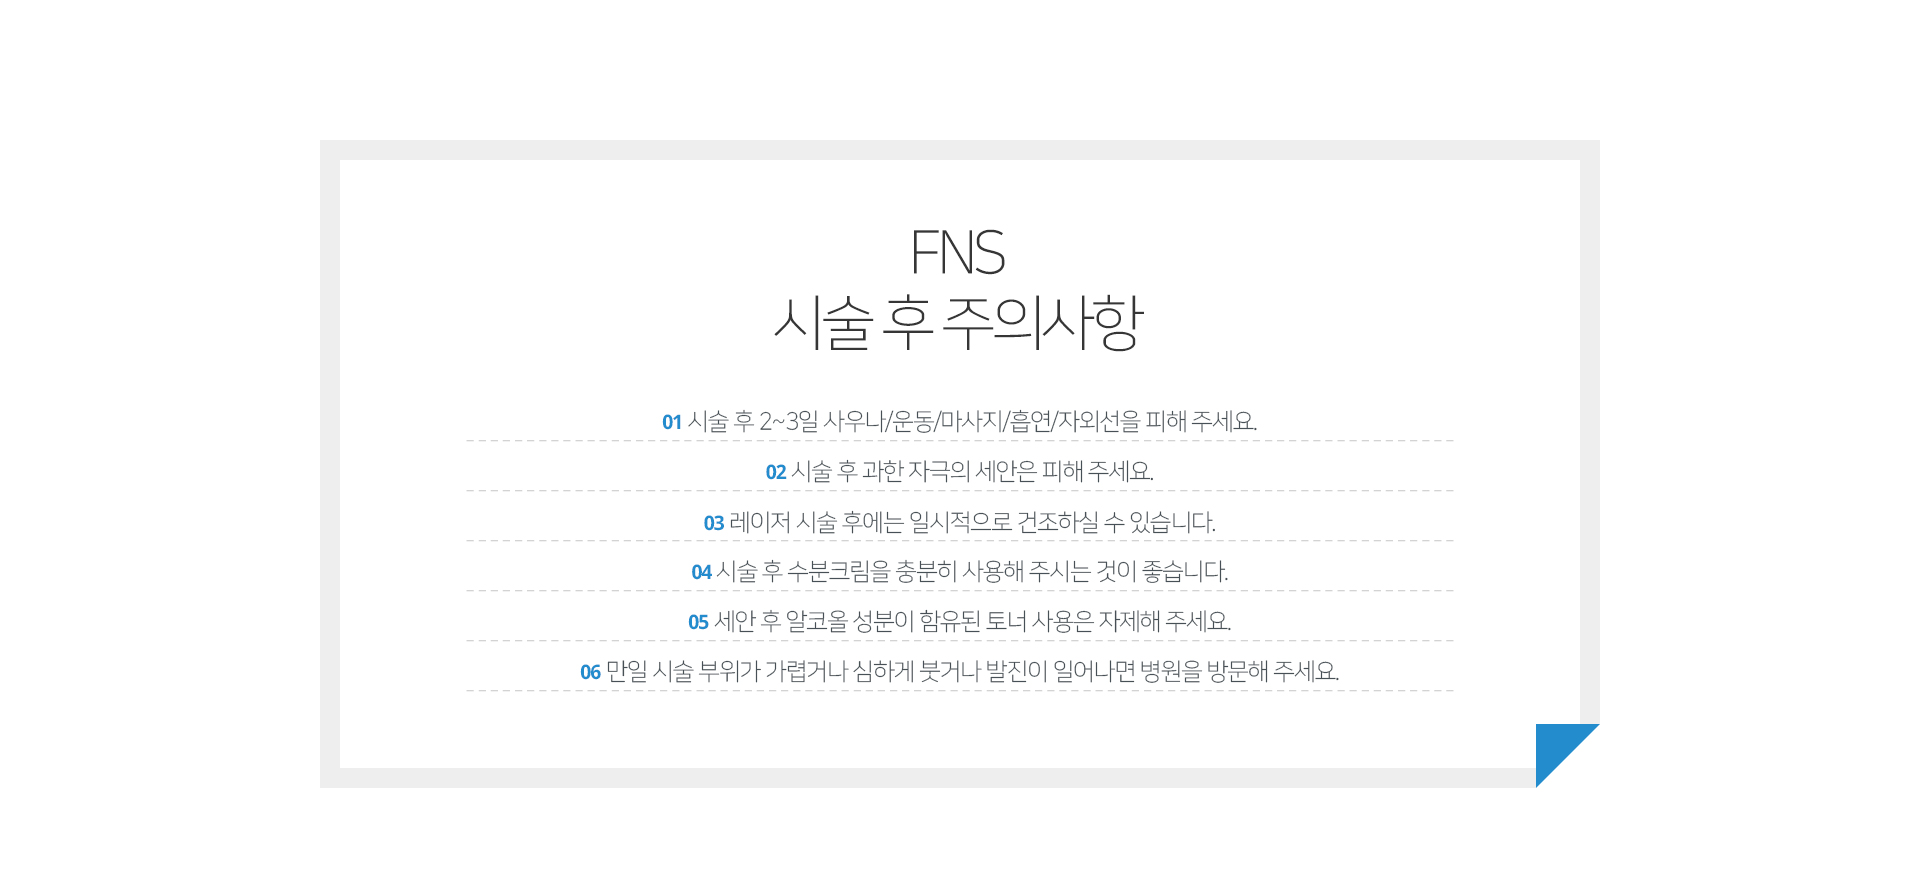 FNS
시술 후 주의사항
01 시술 후 2~3일 사우나/운동/마사지/흡연/자외선을 피해 주세요.
02 시술 후 과한 자극의 세안은 피해 주세요.
03 레이저 시술 후에는 일시적으로 건조하실 수 있습니다.
04 시술 후 수분크림을 충분히 사용해 주시는 것이 좋습니다.
05 세안 후 알코올 성분이 함유된 토너 사용은 자제해 주세요.
06 만일 시술 부위가 가렵거나 심하게 붓거나 발진이 일어나면 병원을 방문해 주세요.